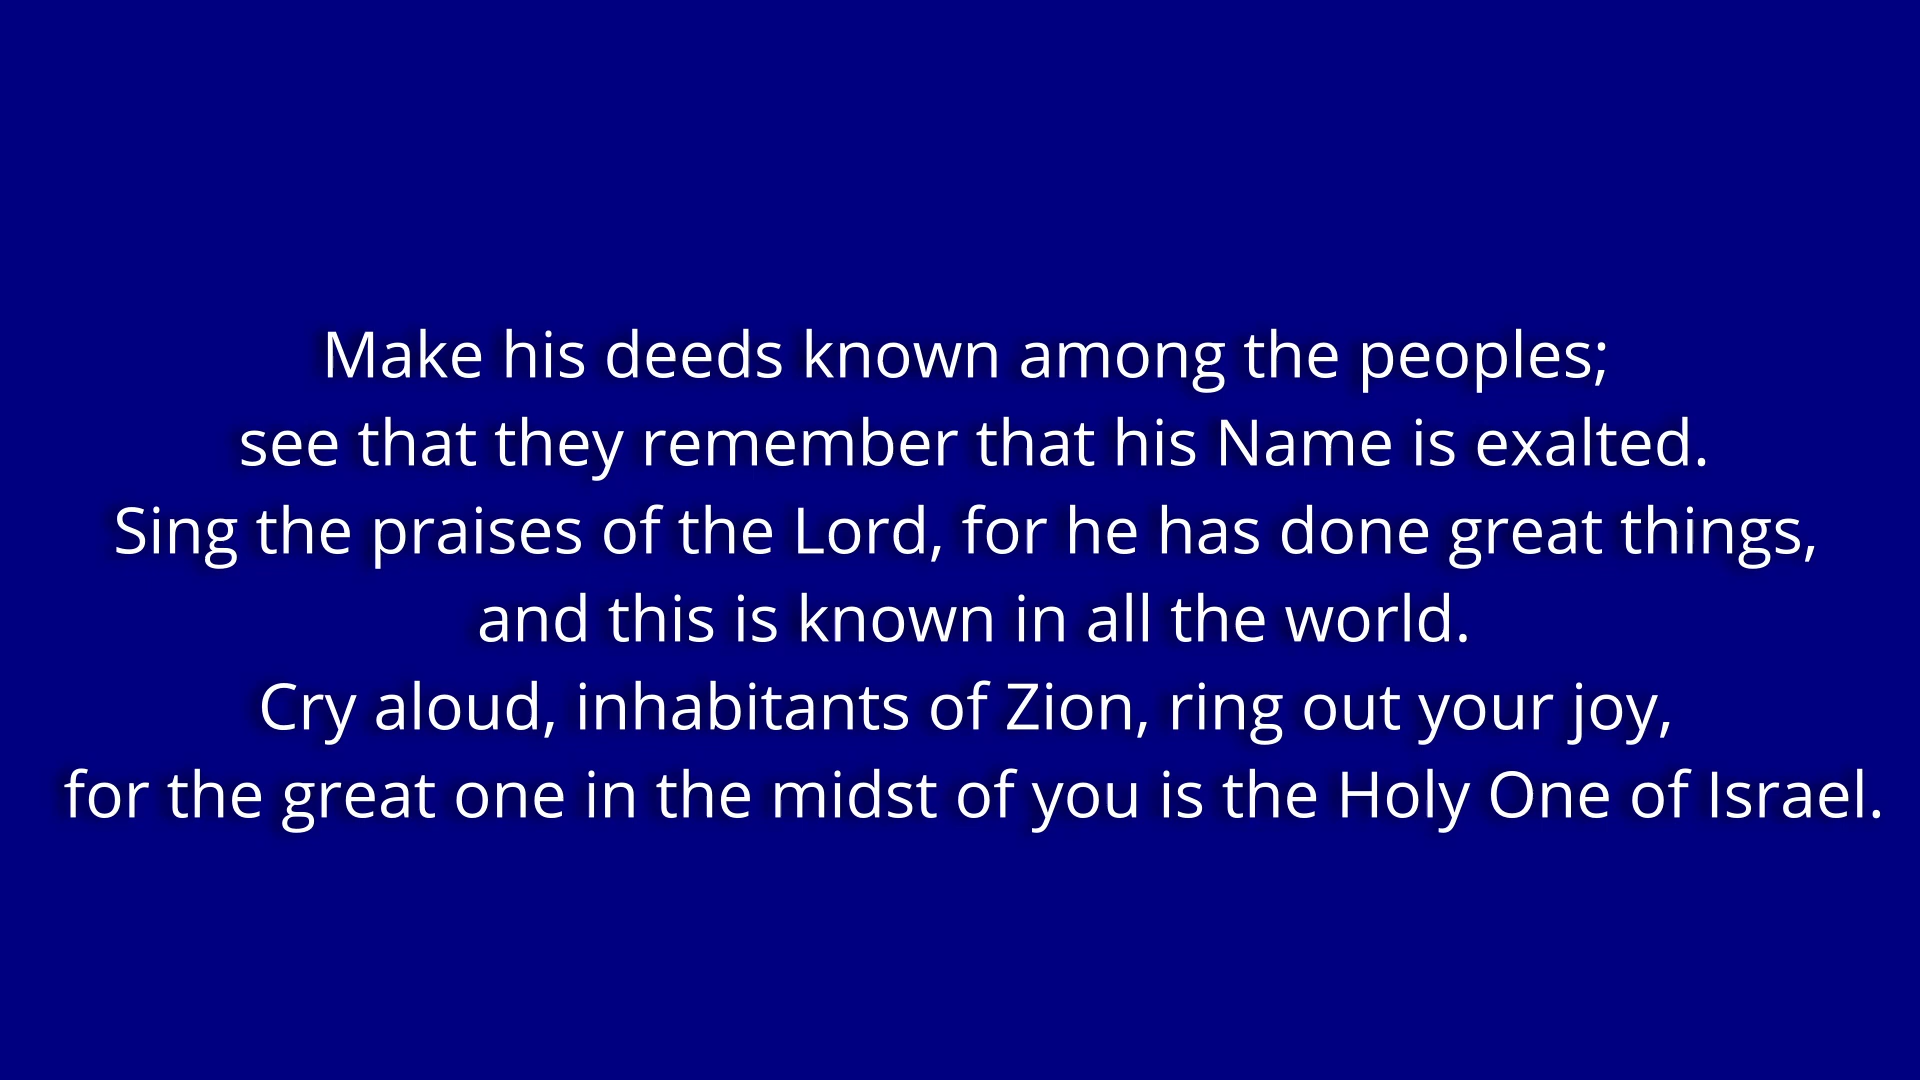 Make his deeds known among the peoples;
see that they remember that his Name is exalted.
Sing the praises of the Lord, for he has done great things,
and this is known in all the world.
Cry aloud, inhabitants of Zion, ring out your joy,
for the great one in the midst of you is the Holy One of Israel.